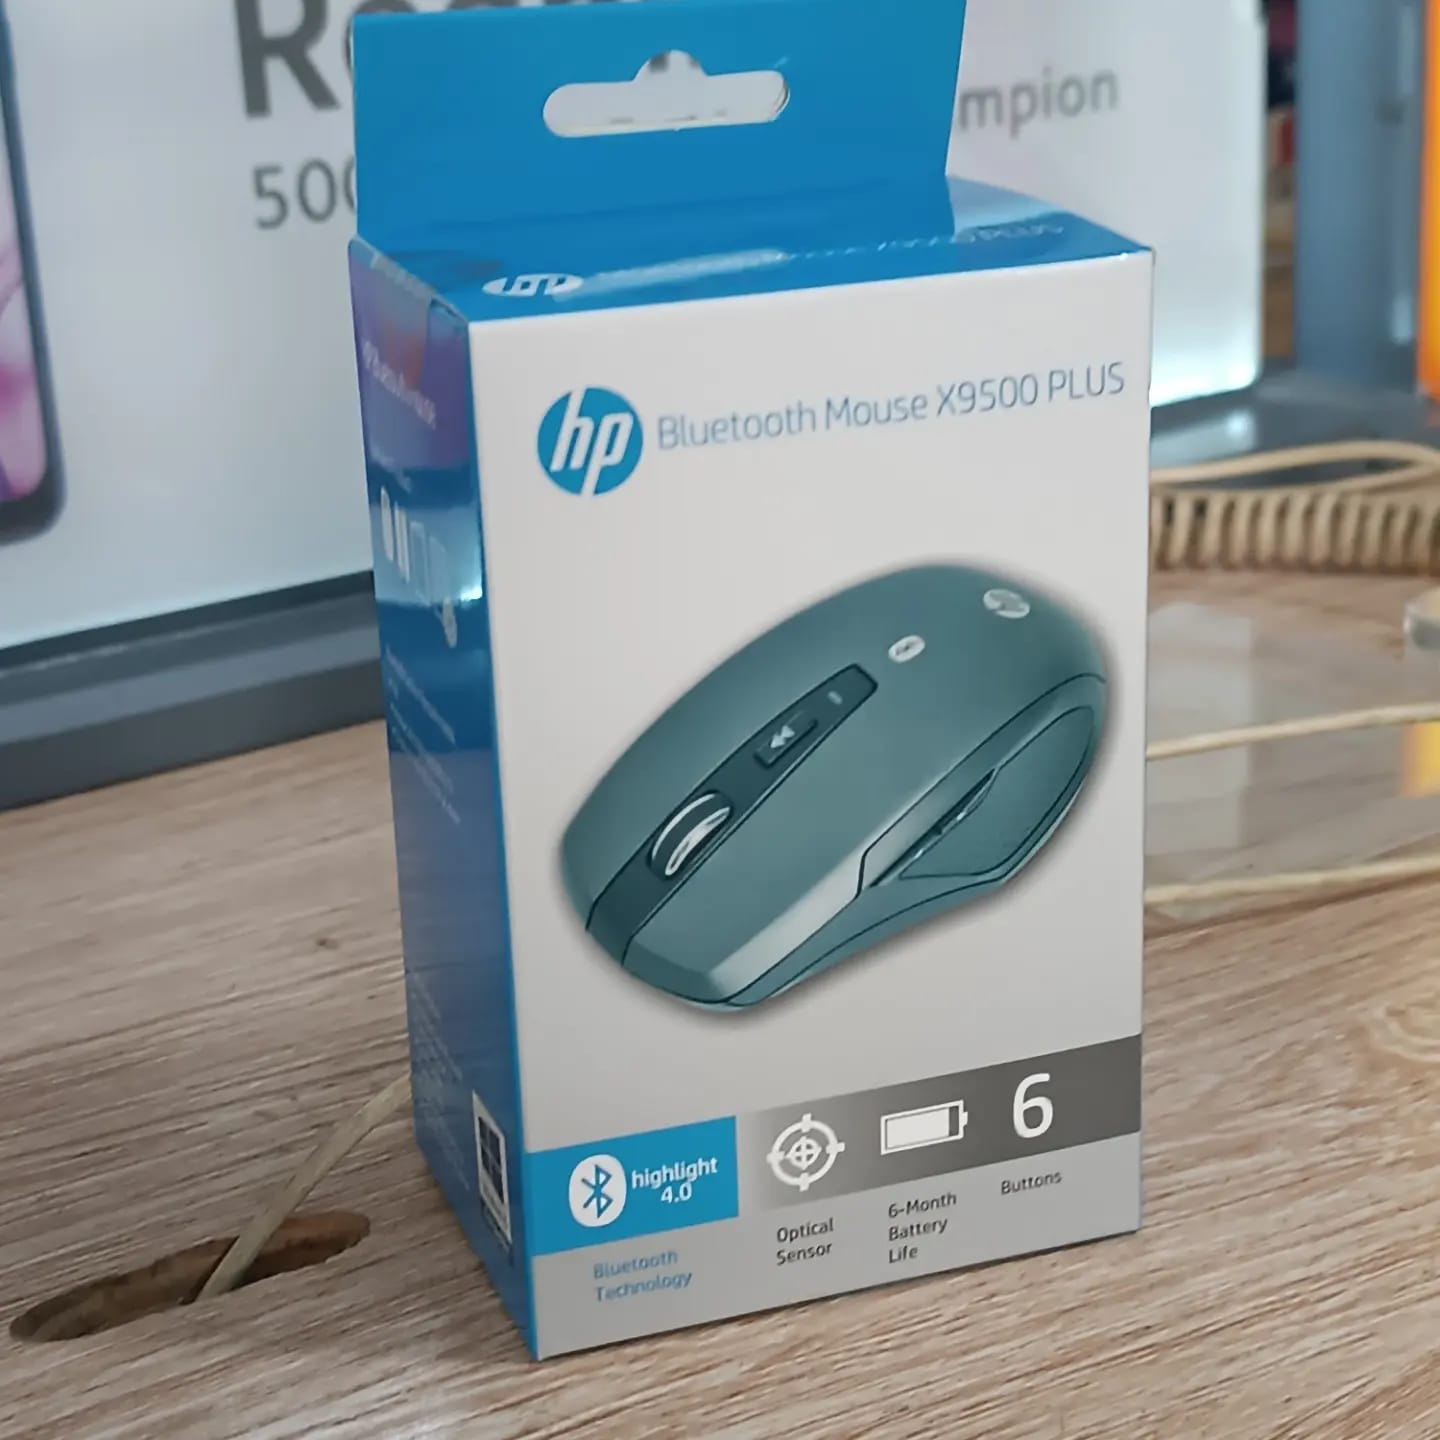 500
mpion
hp Bluetooth Mouse X9500 PLUS
highlight
4.0
Bluetooth
Technology
Optical
Sensor
6-Month
Battery
Life
6
Buttons